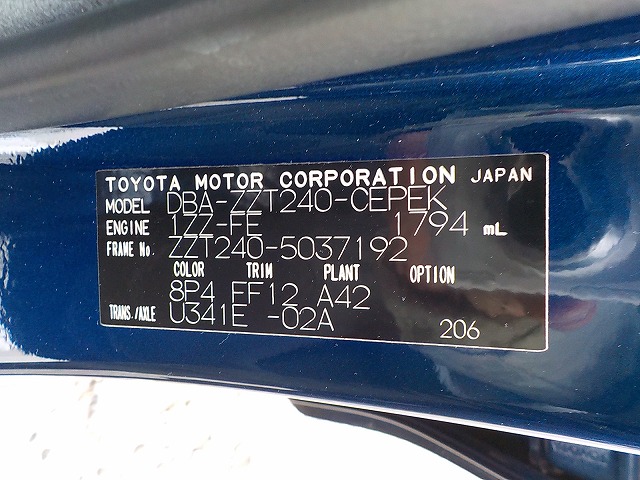 TOYOTA MOTOR CORPORATION JAPAN
MODEL DBA-ZZT240-CEPEK
ENGINE 1ZZ-FE 1794 mL
FRAME No. ZZT240-5037192
COLOR TRIM PLANT OPTION
8P4 FF12 A42
TRANS./AXLE U341E -02A
206